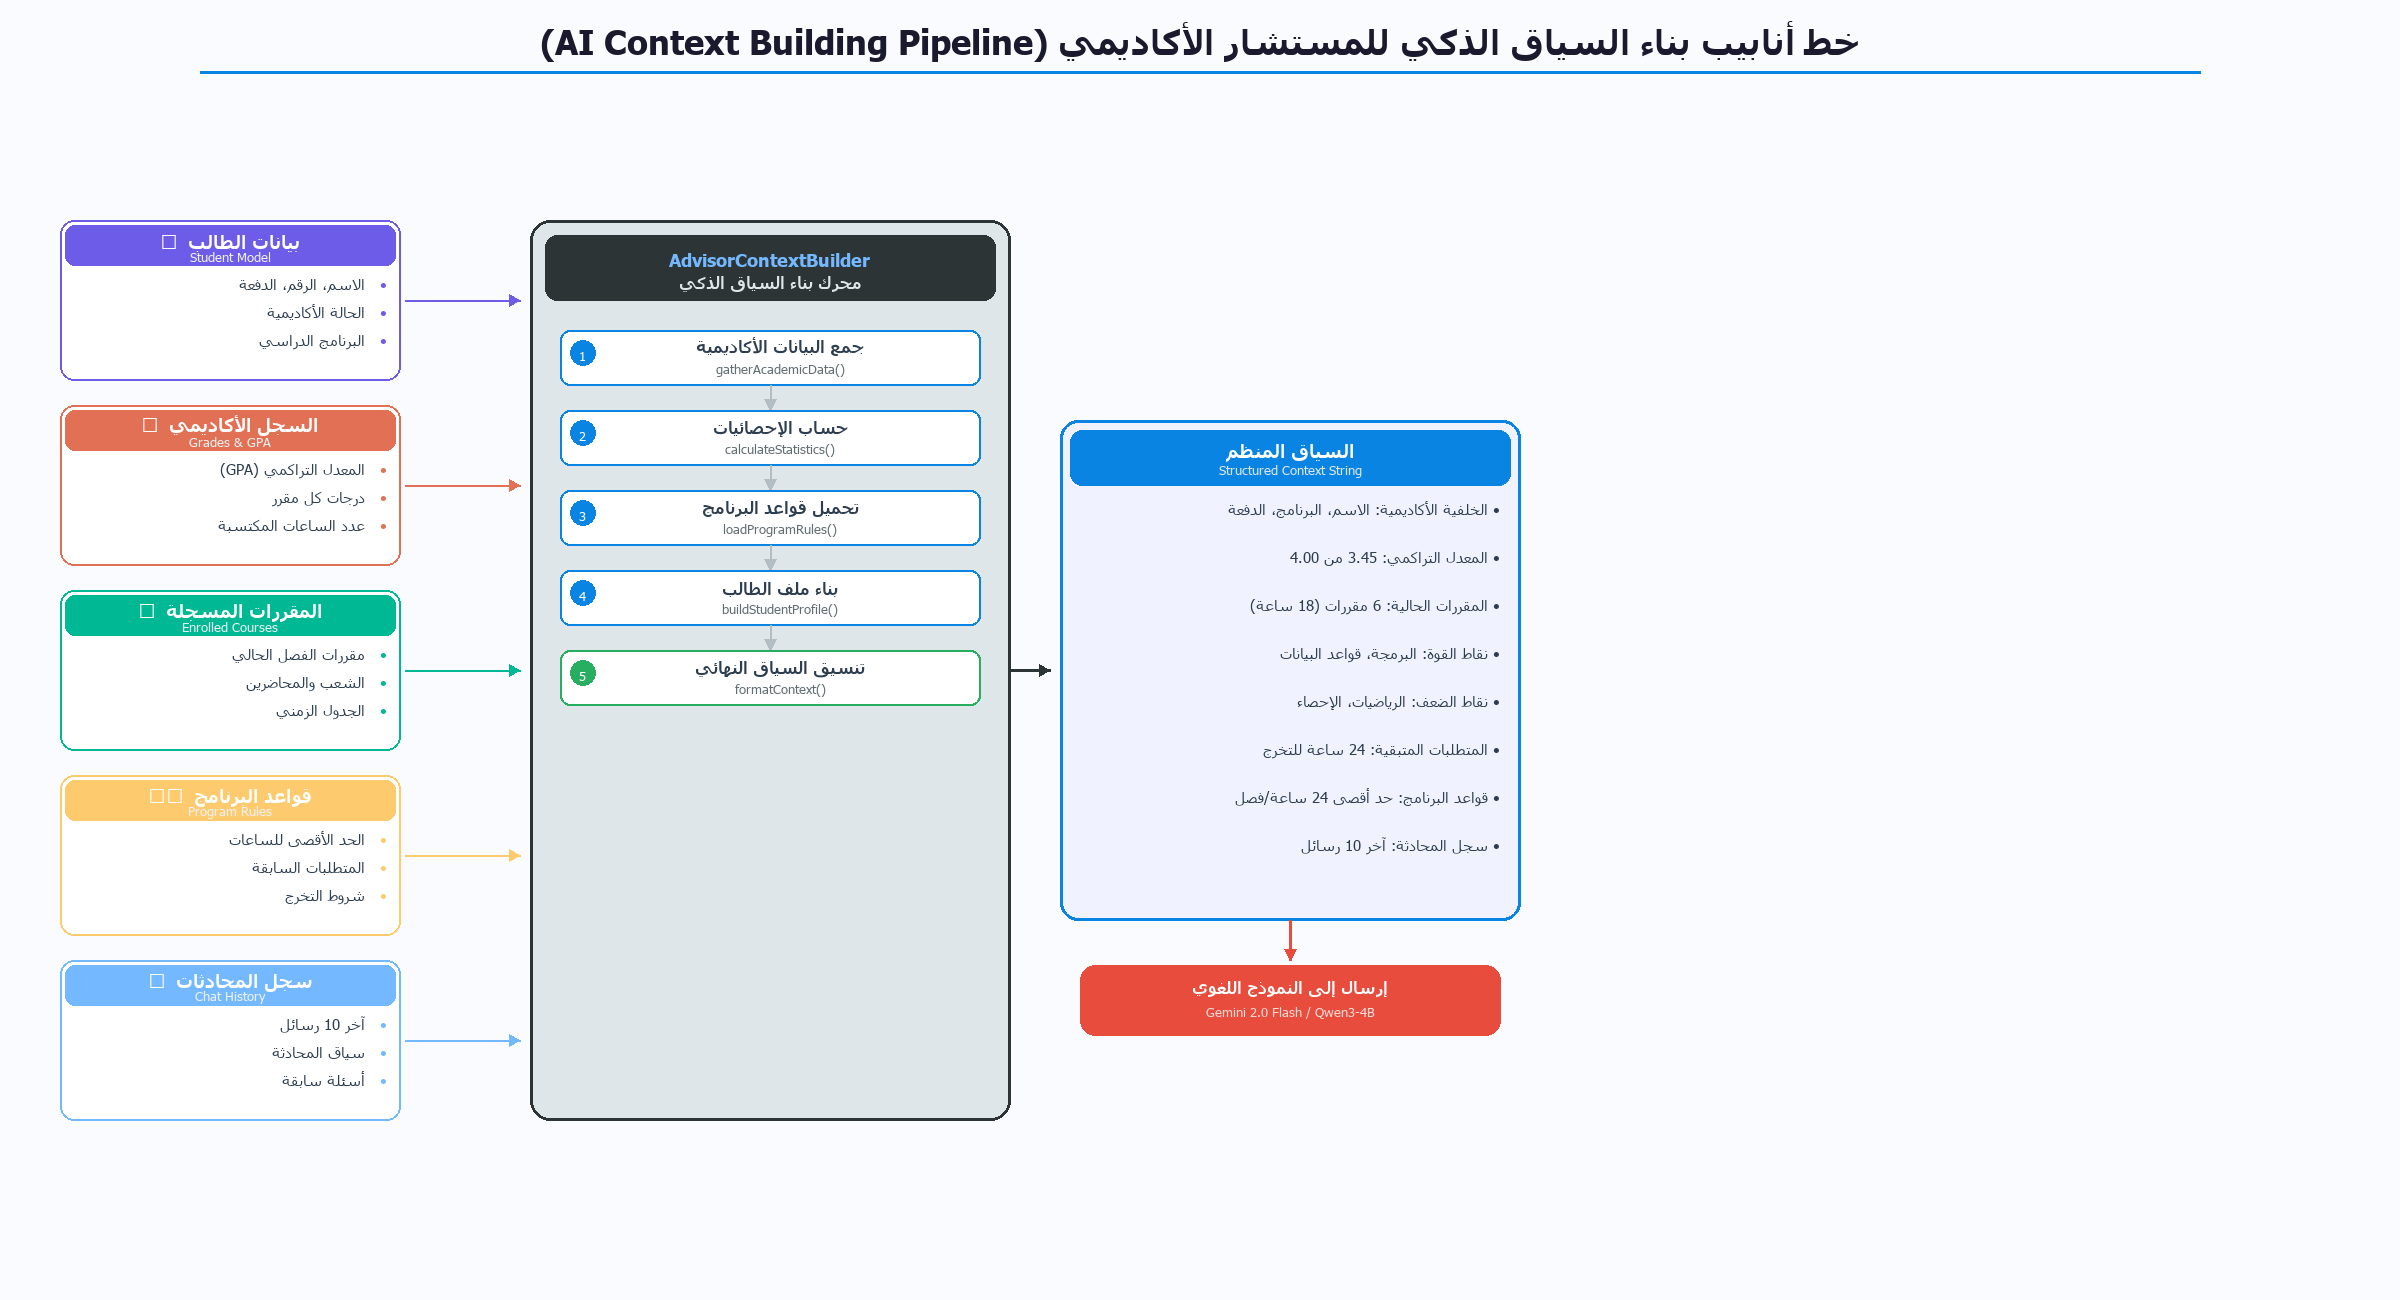 خط أنابيب بناء السياق الذكي للمستشار الأكاديمي (AI Context Building Pipeline)
بيانات الطالب
Student Model
• الاسم، الرقم، الدفعة
• الحالة الأكاديمية
• البرنامج الدراسي
السجل الأكاديمي
Grades & GPA
• المعدل التراكمي (GPA)
• درجات كل مقرر
• عدد الساعات المكتسبة
المقررات المسجلة
Enrolled Courses
• مقررات الفصل الحالي
• الشعب والمحاضرين
• الجدول الزمني
قواعد البرنامج
Program Rules
• الحد الأقصى للساعات
• المتطلبات السابقة
• شروط التخرج
سجل المحادثات
Chat History
• آخر 10 رسائل
• سياق المحادثة
• أسئلة سابقة
AdvisorContextBuilder
محرك بناء السياق الذكي
1
جمع البيانات الأكاديمية
gatherAcademicData()
2
حساب الإحصائيات
calculateStatistics()
3
تحميل قواعد البرنامج
loadProgramRules()
4
بناء ملف الطالب
buildStudentProfile()
5
تنسيق السياق النهائي
formatContext()
السياق المنظم
Structured Context String
• الخلفية الأكاديمية: الاسم، البرنامج، الدفعة
• المعدل التراكمي: 3.45 من 4.00
• المقررات الحالية: 6 مقررات (18 ساعة)
• نقاط القوة: البرمجة، قواعد البيانات
• نقاط الضعف: الرياضيات، الإحصاء
• المتطلبات المتبقية: 24 ساعة للتخرج
• قواعد البرنامج: حد أقصى 24 ساعة/فصل
• سجل المحادثة: آخر 10 رسائل
إرسال إلى النموذج اللغوي
Gemini 2.0 Flash / Qwen3-4B